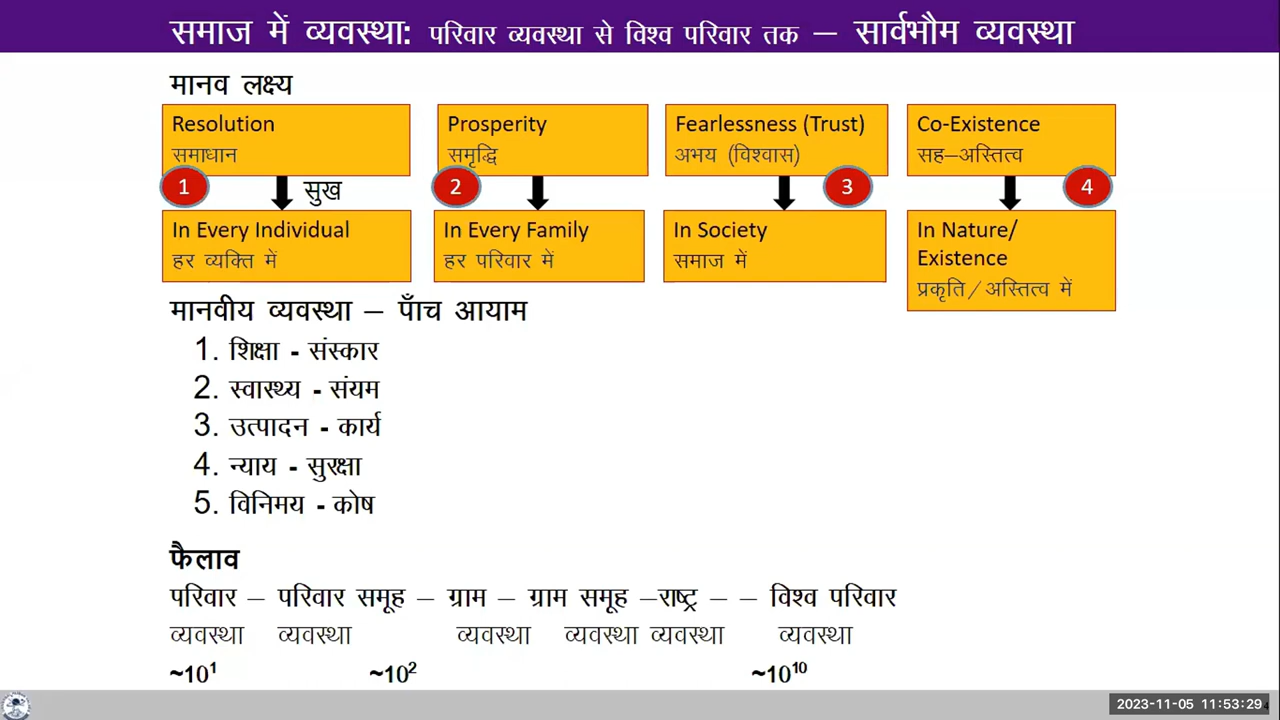 समाज में व्यवस्था: परिवार व्यवस्था से विश्व परिवार तक – सार्वभौम व्यवस्था
मानव लक्ष्य
Resolution
समाधान
Prosperity
समृद्धि
Fearlessness (Trust)
अभय (विश्वास)
Co-Existence
सह–अस्तित्व
1
सुख
2
3
4
In Every Individual
हर व्यक्ति में
In Every Family
हर परिवार में
In Society
समाज में
In Nature/
Existence
प्रकृति/अस्तित्व में
मानवीय व्यवस्था – पाँच आयाम
1. शिक्षा - संस्कार
2. स्वास्थ्य - संयम
3. उत्पादन - कार्य
4. न्याय - सुरक्षा
5. विनिमय - कोष
फैलाव
परिवार – परिवार समूह – ग्राम – ग्राम समूह –राष्ट्र – – विश्व परिवार
व्यवस्था व्यवस्था व्यवस्था व्यवस्था व्यवस्था व्यवस्था
~10¹ ~10² ~10¹⁰
2023-11-05 11:53:29